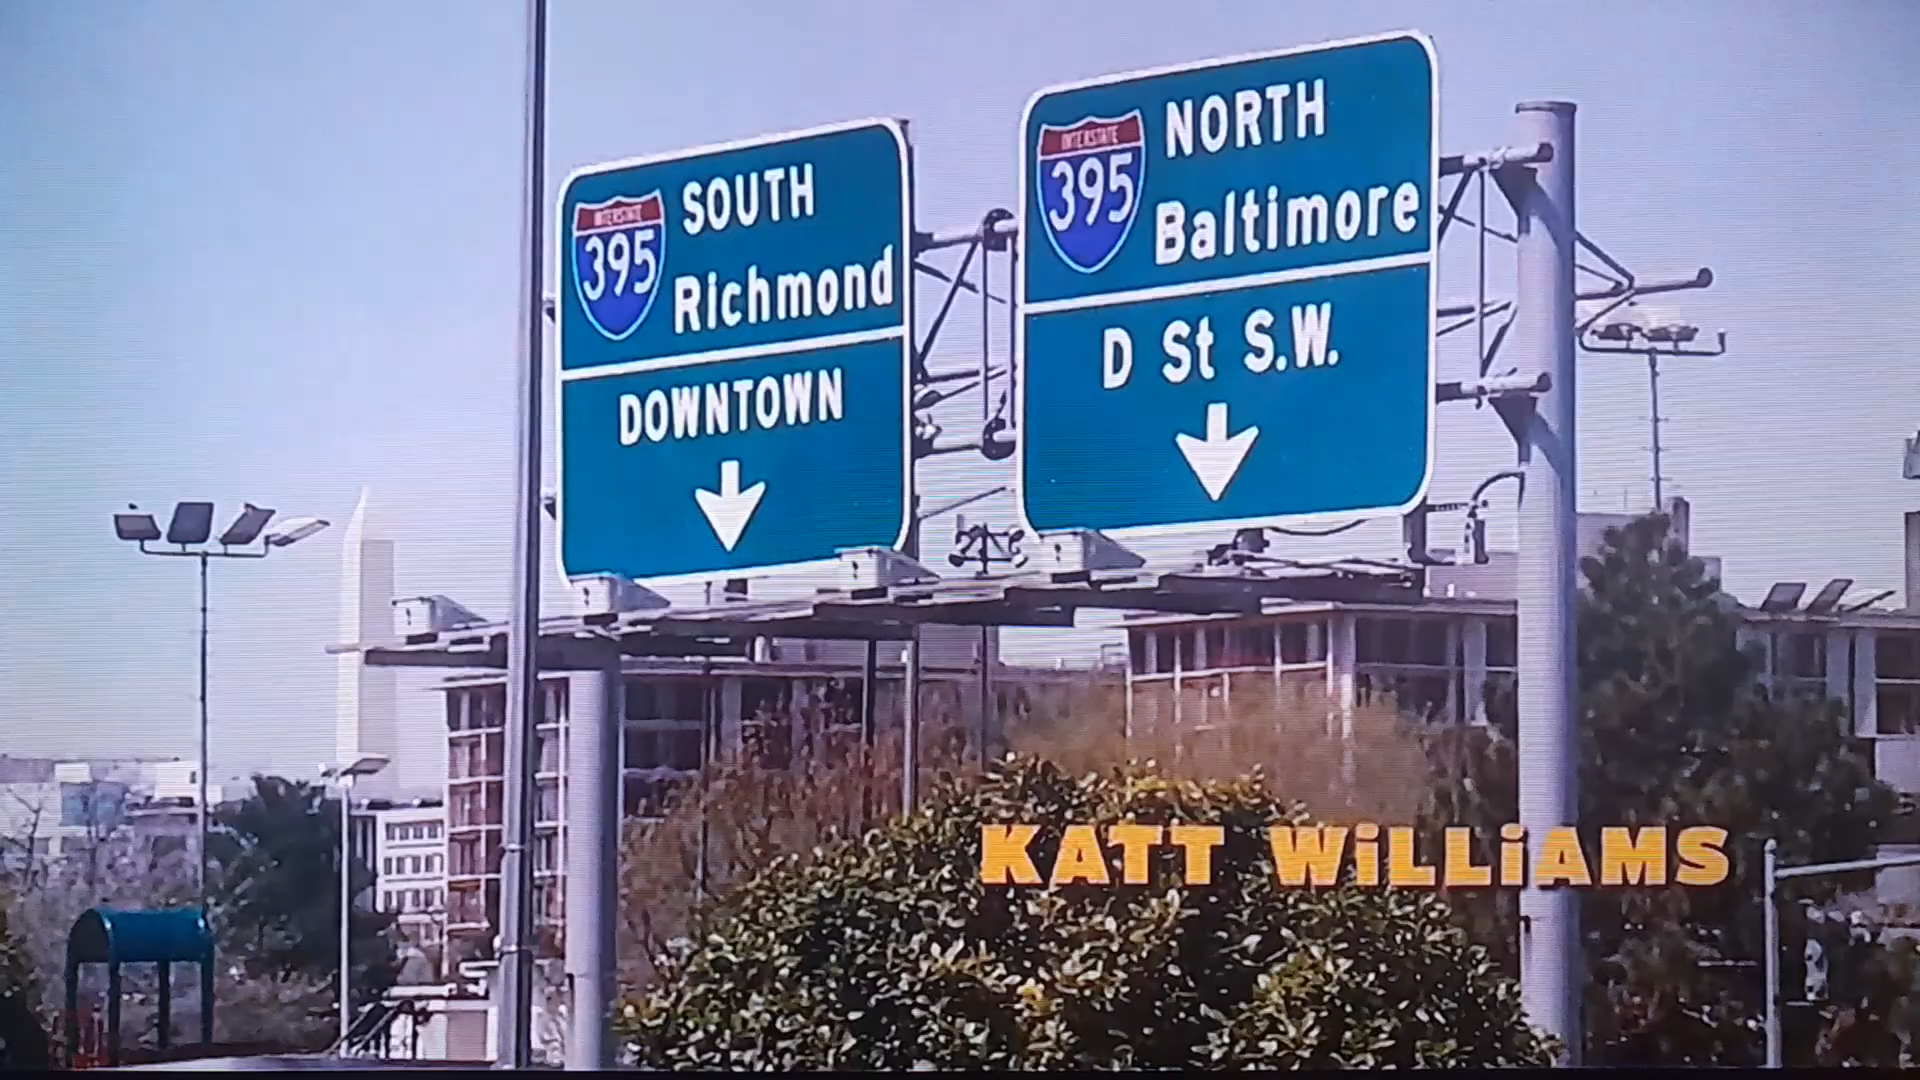 INTERSTATE
395
SOUTH
Richmond
DOWNTOWN
INTERSTATE
395
NORTH
Baltimore
D St S.W.
KATT WiLLiAMS